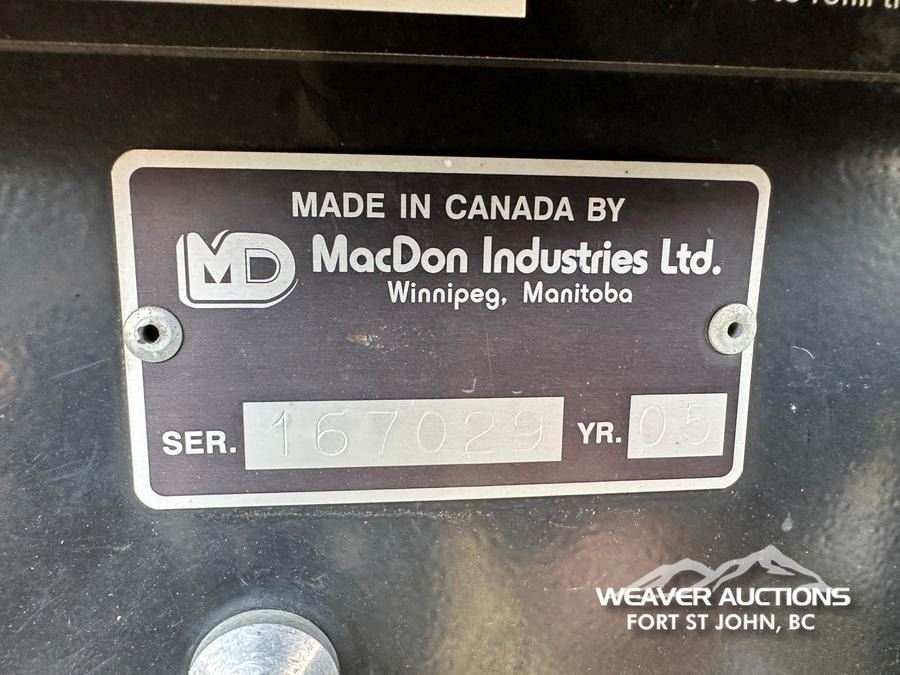 MADE IN CANADA BY
MD MacDon Industries Ltd.
Winnipeg, Manitoba
SER. 167029 YR. 05
WEAVER AUCTIONS
FORT ST JOHN, BC